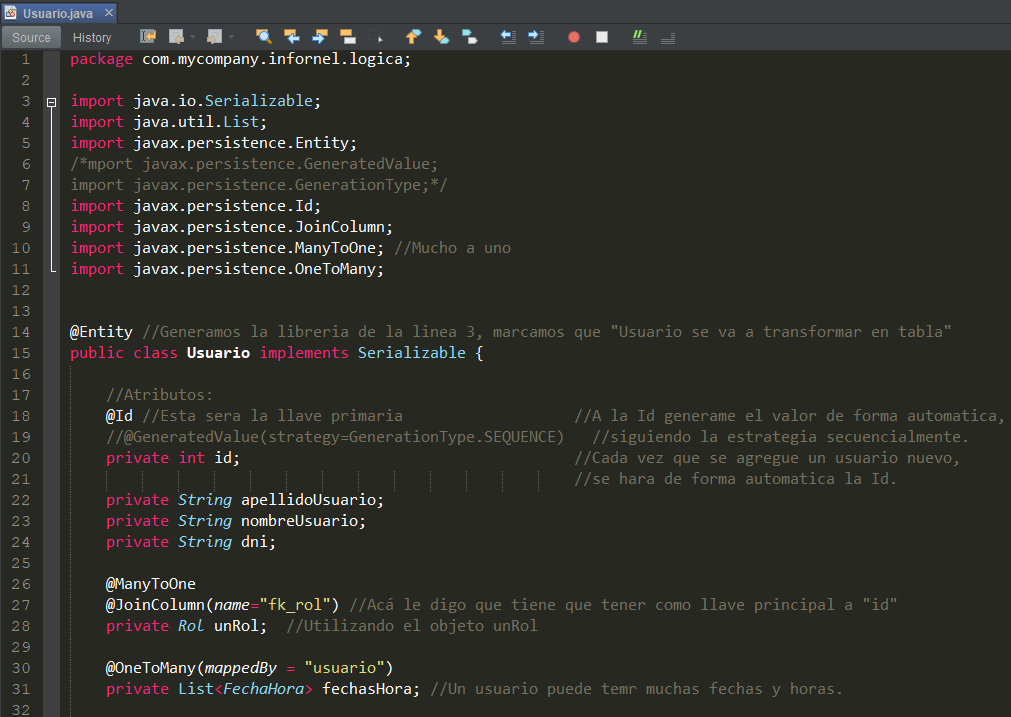 Usuario.java
Source History
1 package com.mycompany.infornel.logica;
2
3 import java.io.Serializable;
4 import java.util.List;
5 import javax.persistence.Entity;
6 /*mport javax.persistence.GeneratedValue;
7 import javax.persistence.GenerationType;*/
8 import javax.persistence.Id;
9 import javax.persistence.JoinColumn;
10 import javax.persistence.ManyToOne; //Mucho a uno
11 import javax.persistence.OneToMany;
12
13
14 @Entity //Generamos la libreria de la linea 3, marcamos que "Usuario se va a transformar en tabla"
15 public class Usuario implements Serializable {
16
17 //Atributos:
18 @Id //Esta sera la llave primaria //A la Id generame el valor de forma automatica,
19 //@GeneratedValue(strategy=GenerationType.SEQUENCE) //siguiendo la estrategia secuencialmente.
20 private int id; //Cada vez que se agregue un usuario nuevo,
21 //se hara de forma automatica la Id.
22 private String apellidoUsuario;
23 private String nombreUsuario;
24 private String dni;
25
26 @ManyToOne
27 @JoinColumn(name="fk_rol") //Acá le digo que tiene que tener como llave principal a "id"
28 private Rol unRol; //Utilizando el objeto unRol
29
30 @OneToMany(mappedBy = "usuario")
31 private List<FechaHora> fechasHora; //Un usuario puede temr muchas fechas y horas.
32